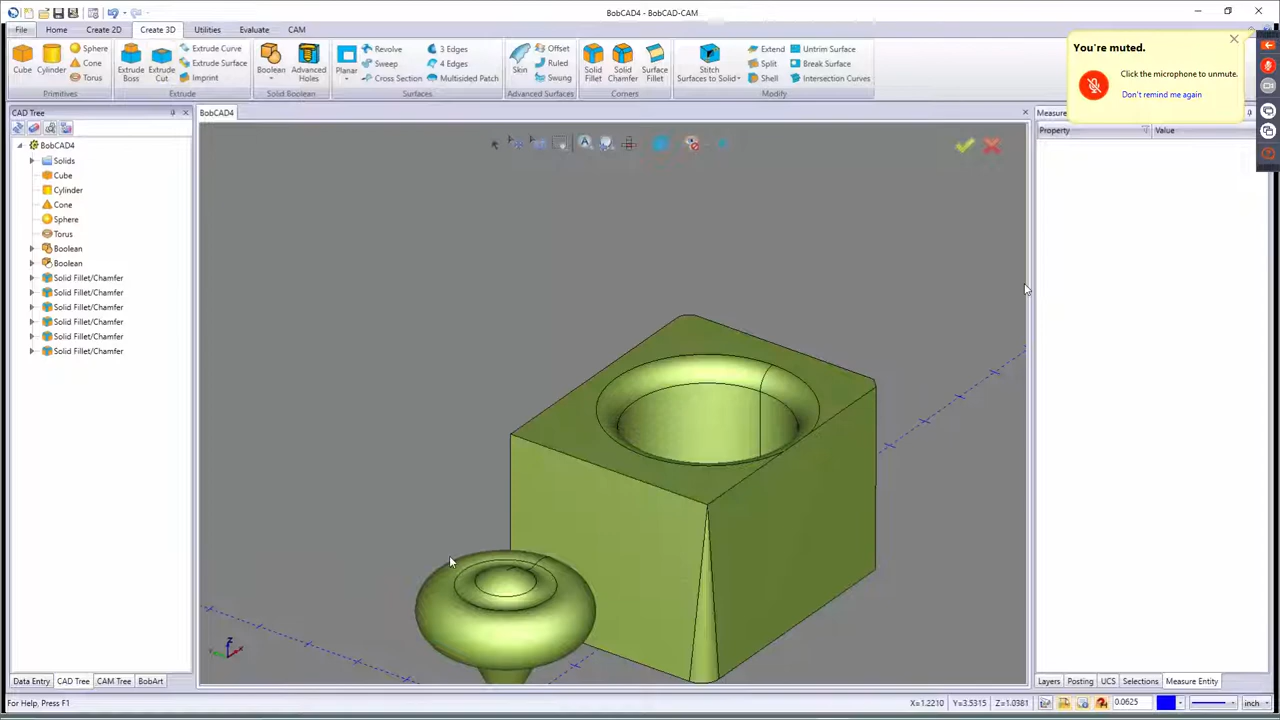 BobCAD4 - BobCAD-CAM
File Home Create 2D Create 3D Utilities Evaluate CAM
You're muted.
Click the microphone to unmute.
Don't remind me again
Cube Cylinder Sphere Cone Torus
Primitives
Extrude Boss Extrude Cut Extrude Curve Extrude Surface Imprint
Extrude
Boolean Advanced Holes
Solid Boolean
Planar Revolve Sweep Cross Section 3 Edges 4 Edges Multisided Patch
Surfaces
Skin Offset Ruled Swung
Advanced Surfaces
Solid Fillet Solid Chamfer Surface Fillet
Corners
Stitch Surfaces to Solid Extend Split Shell Untrim Surface Break Surface Intersection Curves
Modify
CAD Tree
BobCAD4
Measure
Property Value
BobCAD4
Solids
Cube
Cylinder
Cone
Sphere
Torus
Boolean
Boolean
Solid Fillet/Chamfer
Solid Fillet/Chamfer
Solid Fillet/Chamfer
Solid Fillet/Chamfer
Solid Fillet/Chamfer
Solid Fillet/Chamfer
Data Entry CAD Tree CAM Tree BobArt
Layers Posting UCS Selections Measure Entity
For Help, Press F1
X=1.2210 Y=3.5315 Z=1.0381 0.0625 inch